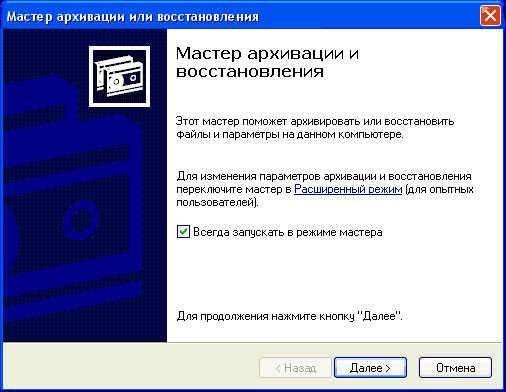 Мастер архивации или восстановления
Мастер архивации и
восстановления
Этот мастер поможет архивировать или восстановить
файлы и параметры на данном компьютере.
Для изменения параметров архивации и восстановления
переключите мастер в Расширенный режим (для опытных
пользователей).
Всегда запускать в режиме мастера
Для продолжения нажмите кнопку "Далее".
< Назад
Далее >
Отмена